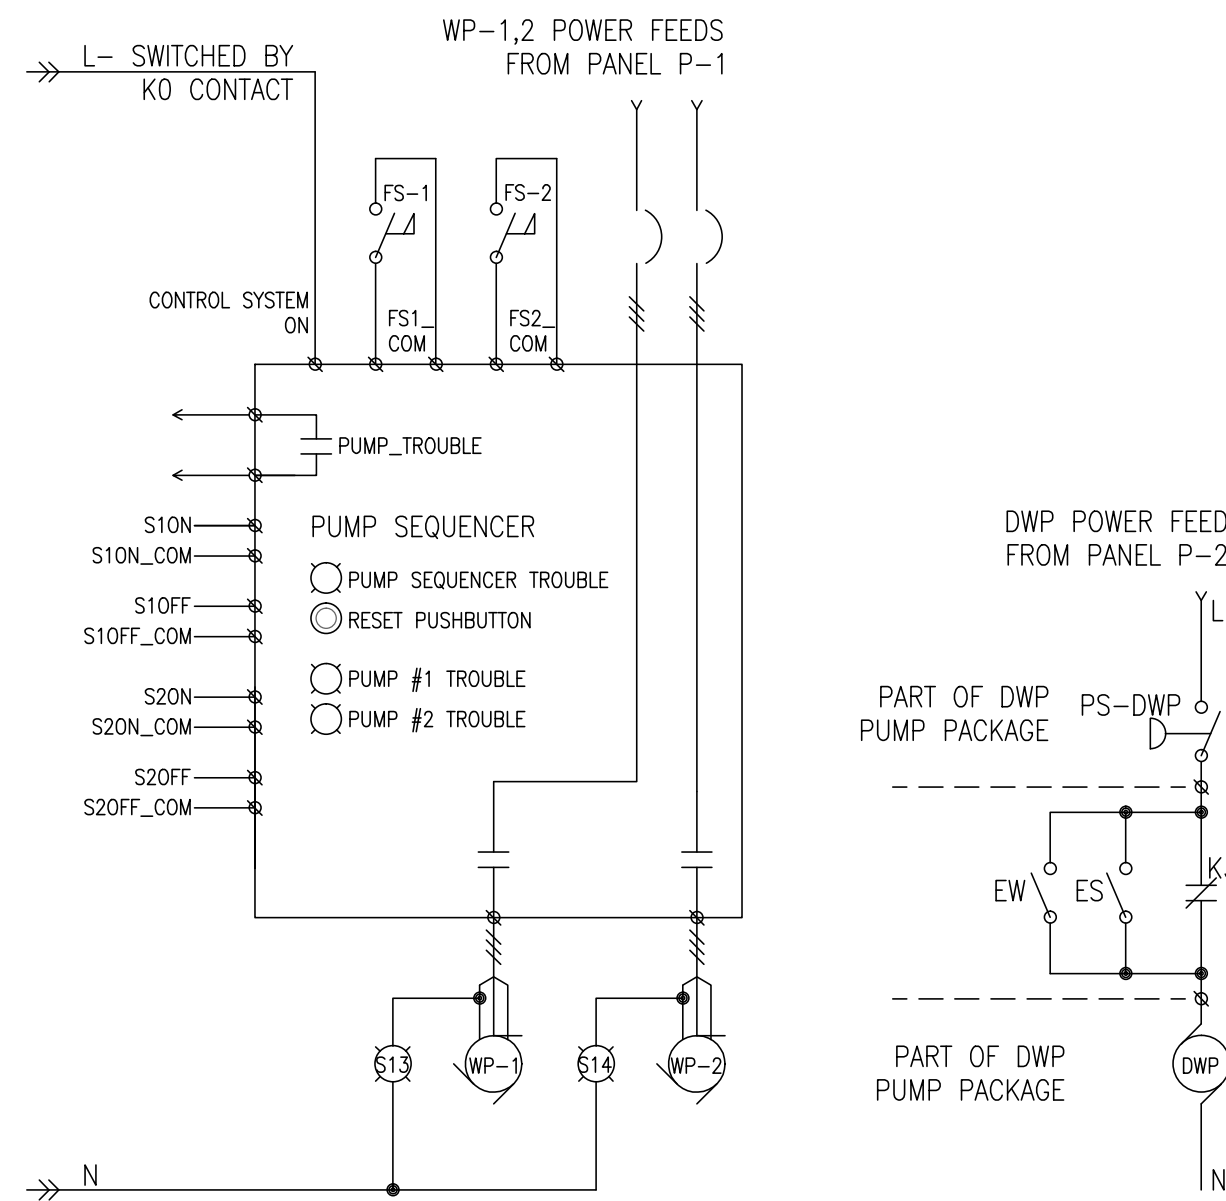 WP-1,2 POWER FEEDS
FROM PANEL P-1
L- SWITCHED BY
K0 CONTACT
FS-1
FS-2
CONTROL SYSTEM
ON
FS1_
COM
FS2_
COM
PUMP_TROUBLE
S1ON
S1ON_COM
S1OFF
S1OFF_COM
S2ON
S2ON_COM
S2OFF
S2OFF_COM
PUMP SEQUENCER
PUMP SEQUENCER TROUBLE
RESET PUSHBUTTON
PUMP #1 TROUBLE
PUMP #2 TROUBLE
S13
WP-1
S14
WP-2
N
DWP POWER FEED
FROM PANEL P-2
L
PART OF DWP
PUMP PACKAGE
PS-DWP
EW
ES
PART OF DWP
PUMP PACKAGE
DWP
N